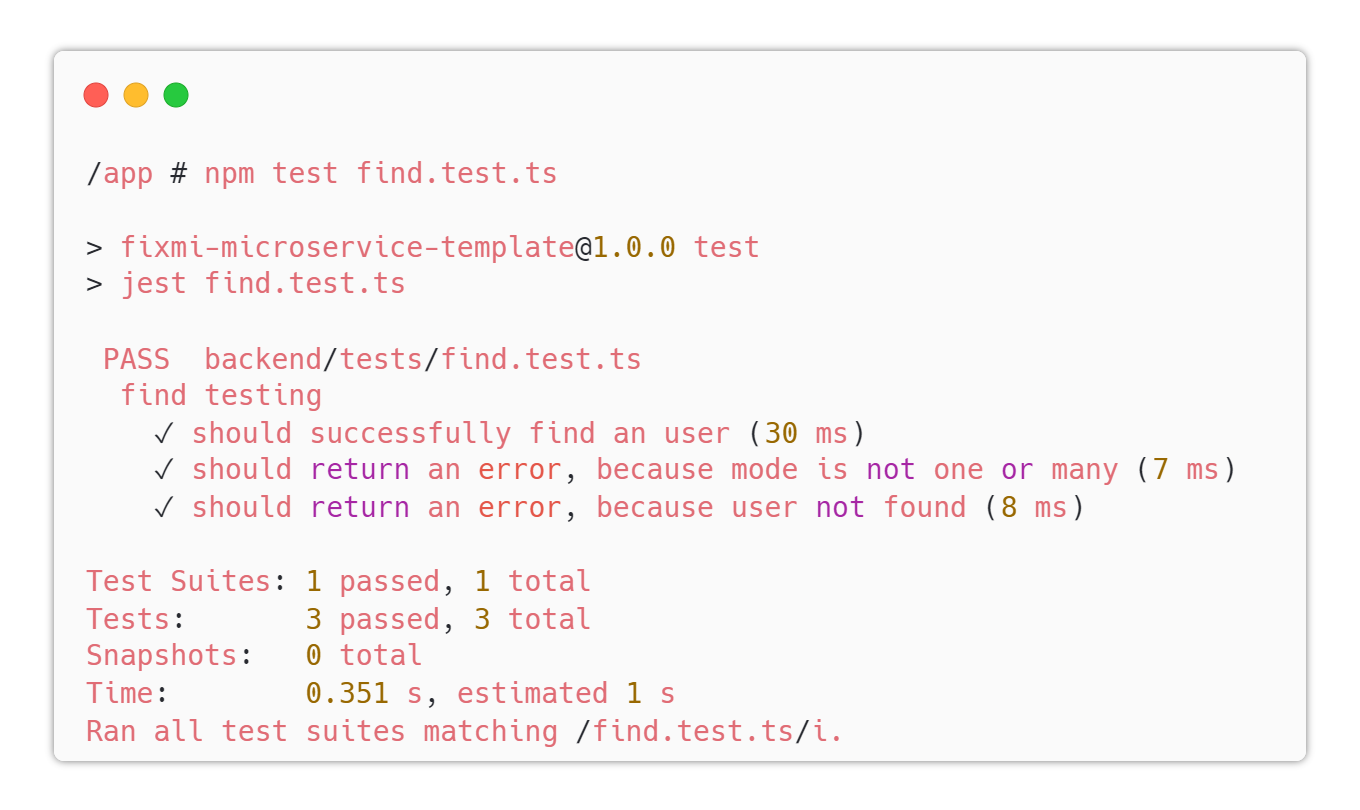 /app # npm test find.test.ts
> fixmi-microservice-template@1.0.0 test
> jest find.test.ts
PASS  backend/tests/find.test.ts
find testing
✓ should successfully find an user (30 ms)
✓ should return an error, because mode is not one or many (7 ms)
✓ should return an error, because user not found (8 ms)
Test Suites: 1 passed, 1 total
Tests:       3 passed, 3 total
Snapshots:   0 total
Time:        0.351 s, estimated 1 s
Ran all test suites matching /find.test.ts/i.